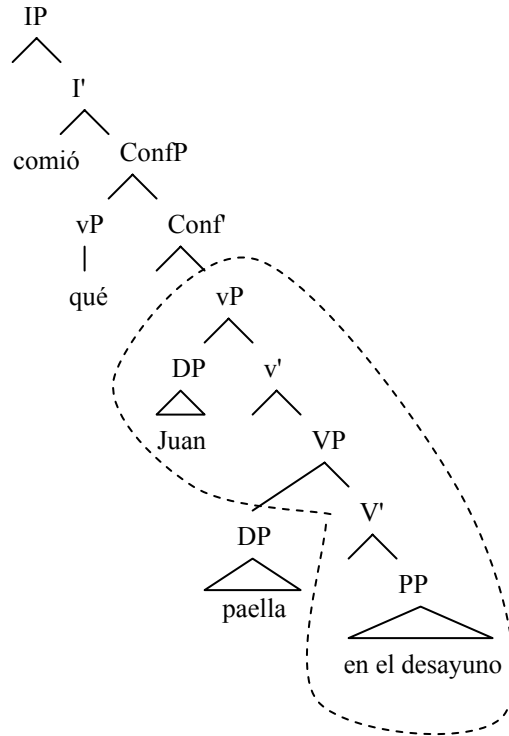 IP
I'
comió ConfP
vP Conf'
qué
vP
DP v'
Juan VP
V'
DP
PP
paella
en el desayuno